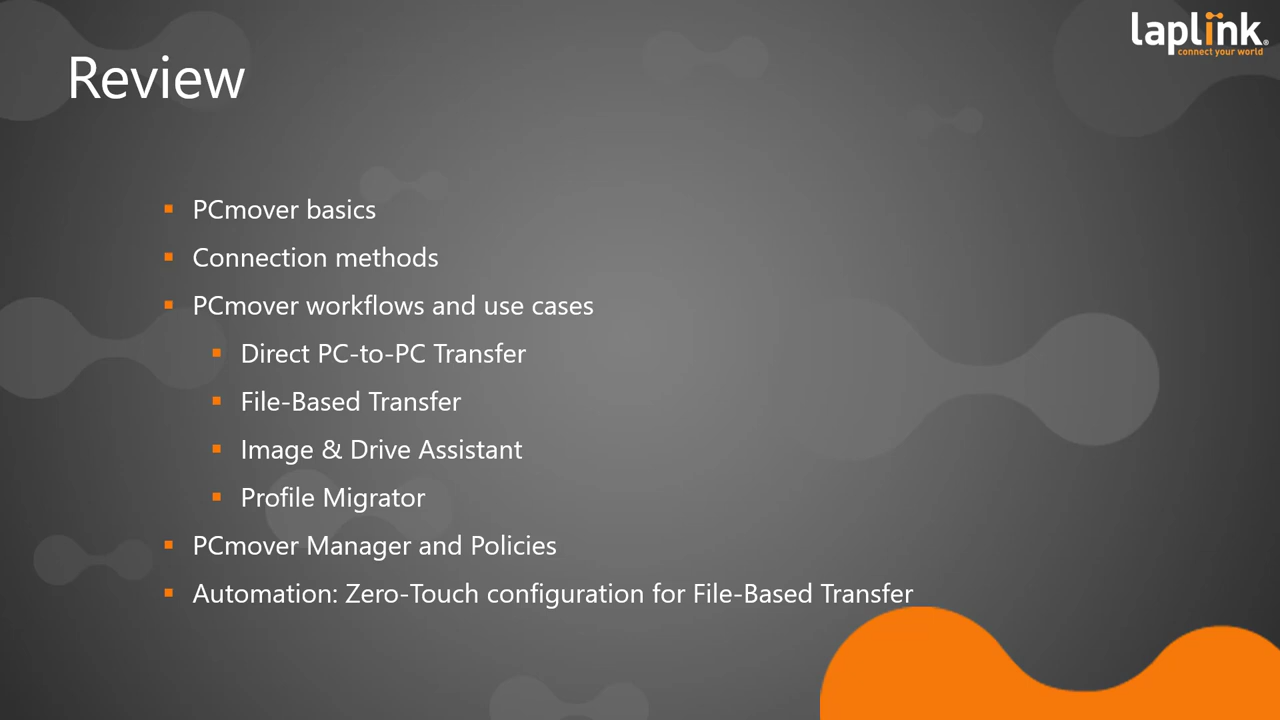 laplink®
connect your world
Review
▪ PCmover basics
▪ Connection methods
▪ PCmover workflows and use cases
▪ Direct PC-to-PC Transfer
▪ File-Based Transfer
▪ Image & Drive Assistant
▪ Profile Migrator
▪ PCmover Manager and Policies
▪ Automation: Zero-Touch configuration for File-Based Transfer